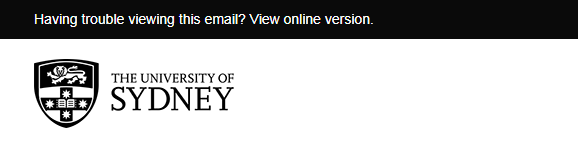 Having trouble viewing this email? View online version.
THE UNIVERSITY OF
SYDNEY